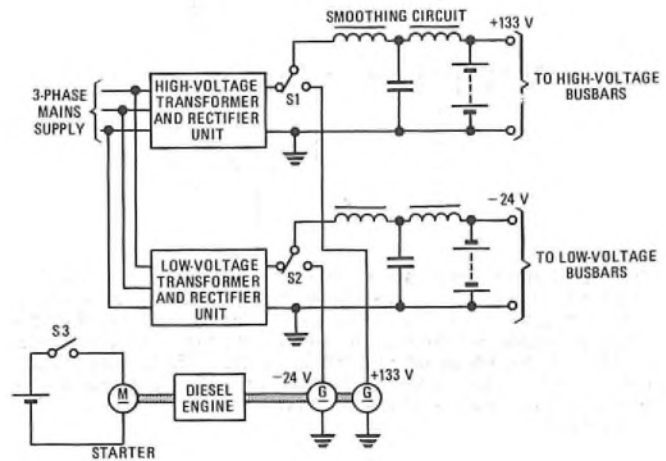 SMOOTHING CIRCUIT
+133 V
3-PHASE
MAINS
SUPPLY
HIGH-VOLTAGE
TRANSFORMER
AND RECTIFIER
UNIT
S1
TO HIGH-VOLTAGE
BUSBARS
-24 V
LOW-VOLTAGE
TRANSFORMER
AND RECTIFIER
UNIT
S2
TO LOW-VOLTAGE
BUSBARS
S3
M
STARTER
DIESEL
ENGINE
-24 V
G
+133 V
G